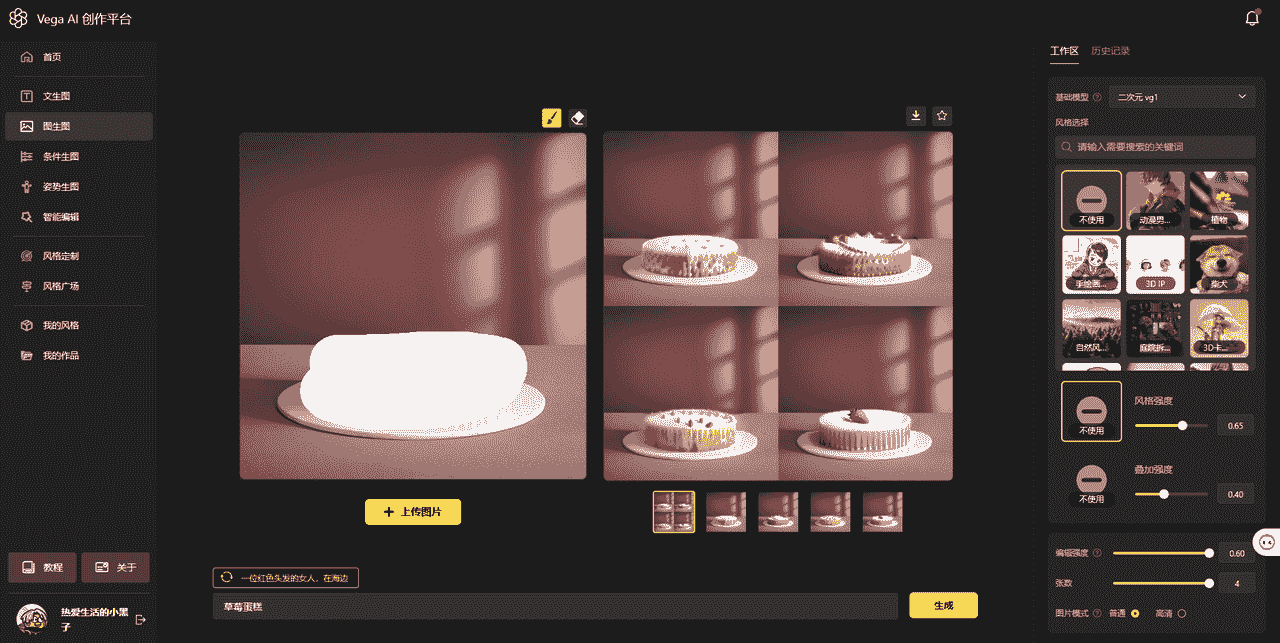 Vega AI 创作平台
首页
文生图
图生图
条件生图
姿势生图
智能编辑
风格定制
风格广场
我的风格
我的作品
教程
关于
热爱生活的小黑
子
上传图片
一位红色头发的女人，在海边
草莓蛋糕
生成
工作区 历史记录
基础模型 二次元 vg1
风格选择
请输入需要搜索的关键词
不使用 动漫男... 植物
手绘画... 3D IP 柴犬
自然风... 庭院拆... 3D卡...
风格强度
不使用 0.65
叠加强度
不使用 0.40
编辑强度 0.60
张数 4
图片模式 普通 高清